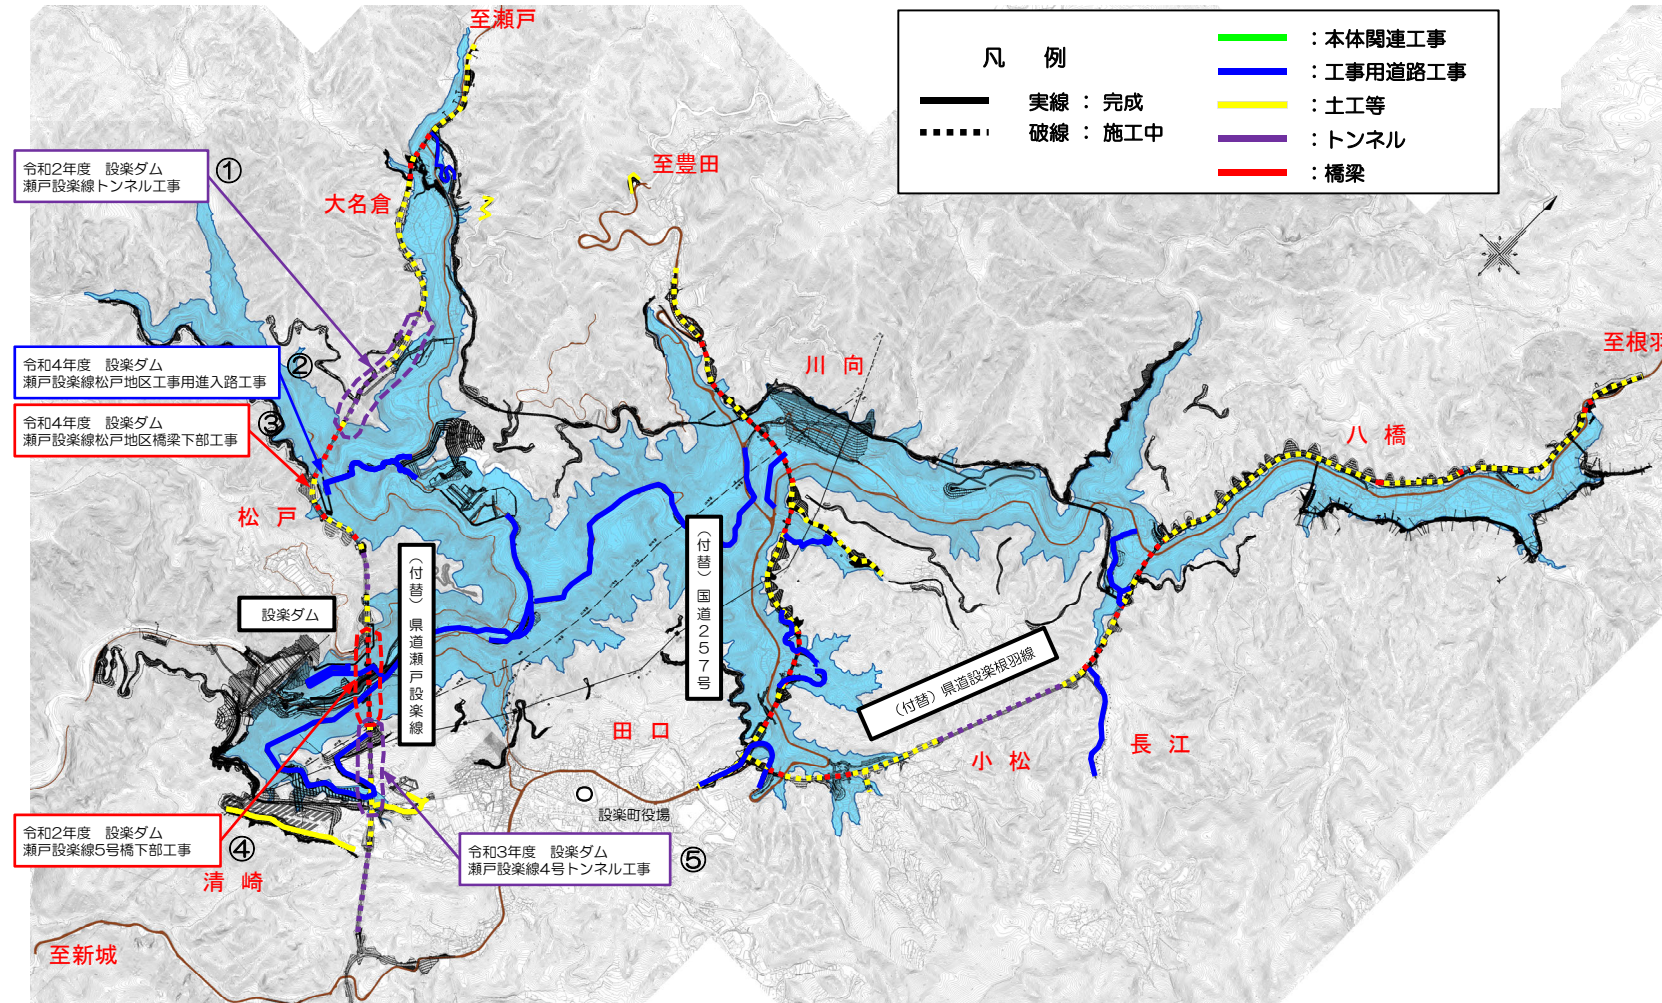 至瀬戸
凡 例
実線 : 完成
破線 : 施工中
:本体関連工事
:工事用道路工事
:土工等
:トンネル
:橋梁
令和2年度 設楽ダム
瀬戸設楽線トンネル工事
①
大名倉
至豊田
令和4年度 設楽ダム
瀬戸設楽線松戸地区工事用進入路工事
②
令和4年度 設楽ダム
瀬戸設楽線松戸地区橋梁下部工事
③
川 向
至根羽
八 橋
松 戸
設楽ダム
(付替)県道瀬戸設楽線
(付替)国道257号
(付替)県道設楽根羽線
田 口
小 松
長 江
設楽町役場
令和2年度 設楽ダム
瀬戸設楽線5号橋下部工事
④
令和3年度 設楽ダム
瀬戸設楽線4号トンネル工事
⑤
清 崎
至新城